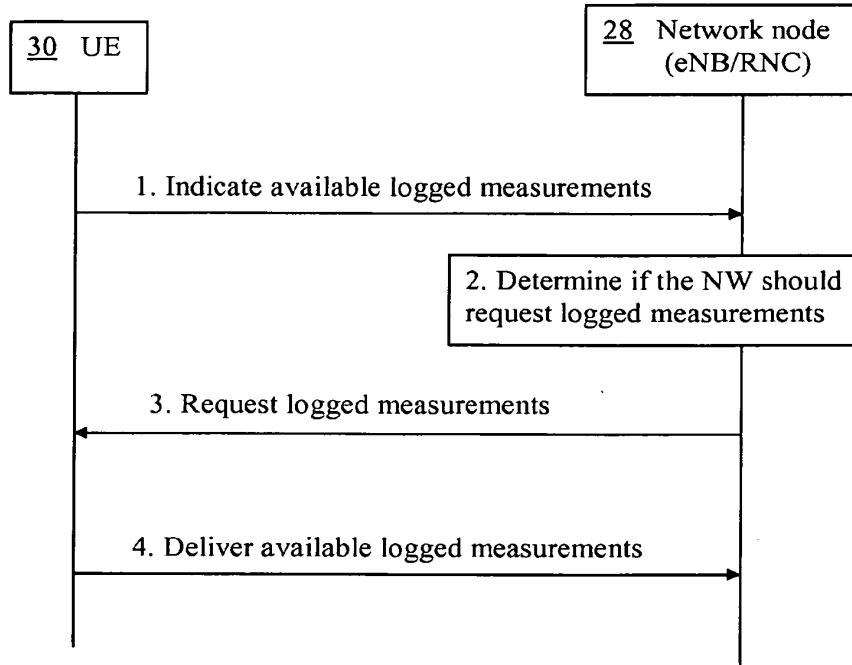 30 UE
28 Network node
(eNB/RNC)
1. Indicate available logged measurements
2. Determine if the NW should
request logged measurements
3. Request logged measurements
4. Deliver available logged measurements